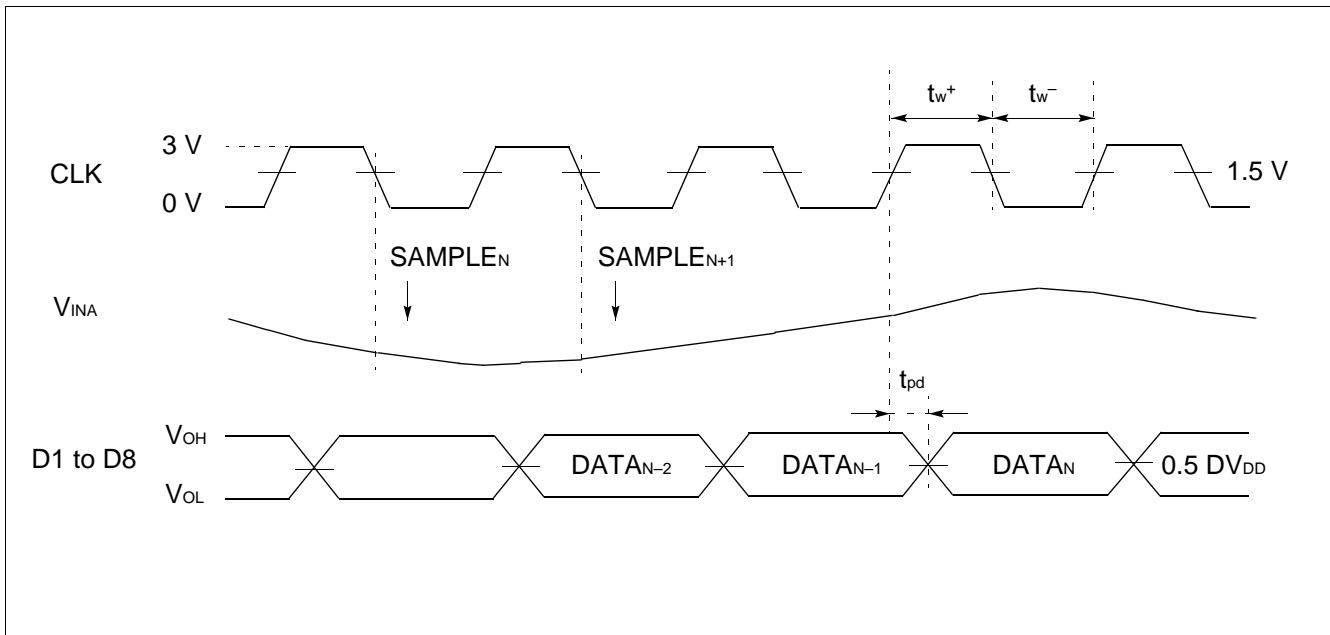 tw+ tw–
3 V
CLK
0 V
1.5 V
SAMPLEN SAMPLEN+1
VINA
tpd
VOH
D1 to D8
VOL
DATAN–2 DATAN–1 DATAN 0.5 DVDD